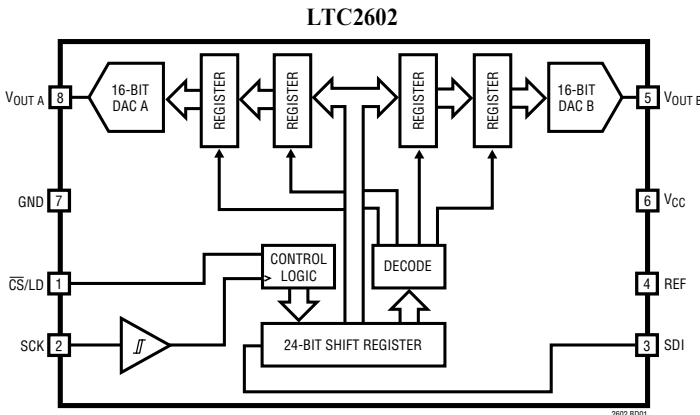 LTC2602
VOUT A 8
16-BIT
DAC A
REGISTER
REGISTER
REGISTER
REGISTER
16-BIT
DAC B
5 VOUT B
GND 7
6 VCC
CS/LD 1
CONTROL
LOGIC
DECODE
4 REF
SCK 2
24-BIT SHIFT REGISTER
3 SDI
2602 BD01